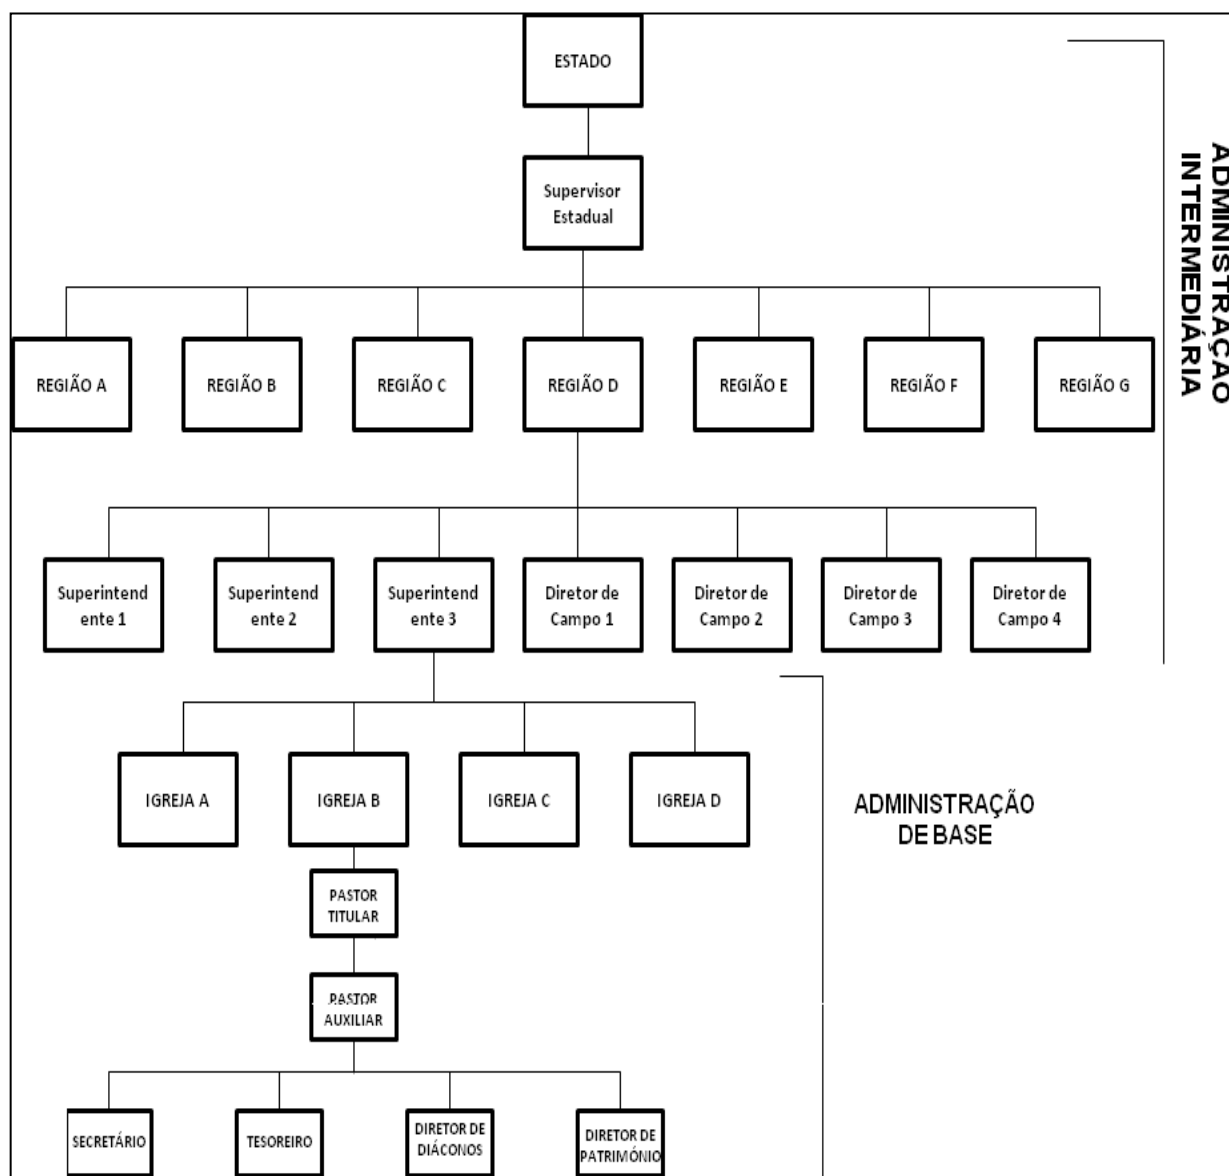 ESTADO
Supervisor
Estadual
ADMINISTRAÇÃO
INTERMEDIÁRIA
REGIÃO A
REGIÃO B
REGIÃO C
REGIÃO D
REGIÃO E
REGIÃO F
REGIÃO G
Superintend
ente 1
Superintend
ente 2
Superintend
ente 3
Diretor de
Campo 1
Diretor de
Campo 2
Diretor de
Campo 3
Diretor de
Campo 4
IGREJA A
IGREJA B
IGREJA C
IGREJA D
ADMINISTRAÇÃO
DE BASE
PASTOR
TITULAR
PASTOR
AUXILIAR
SECRETÁRIO
TESOREIRO
DIRETOR DE
DIÁCONOS
DIRETOR DE
PATRIMÓNIO